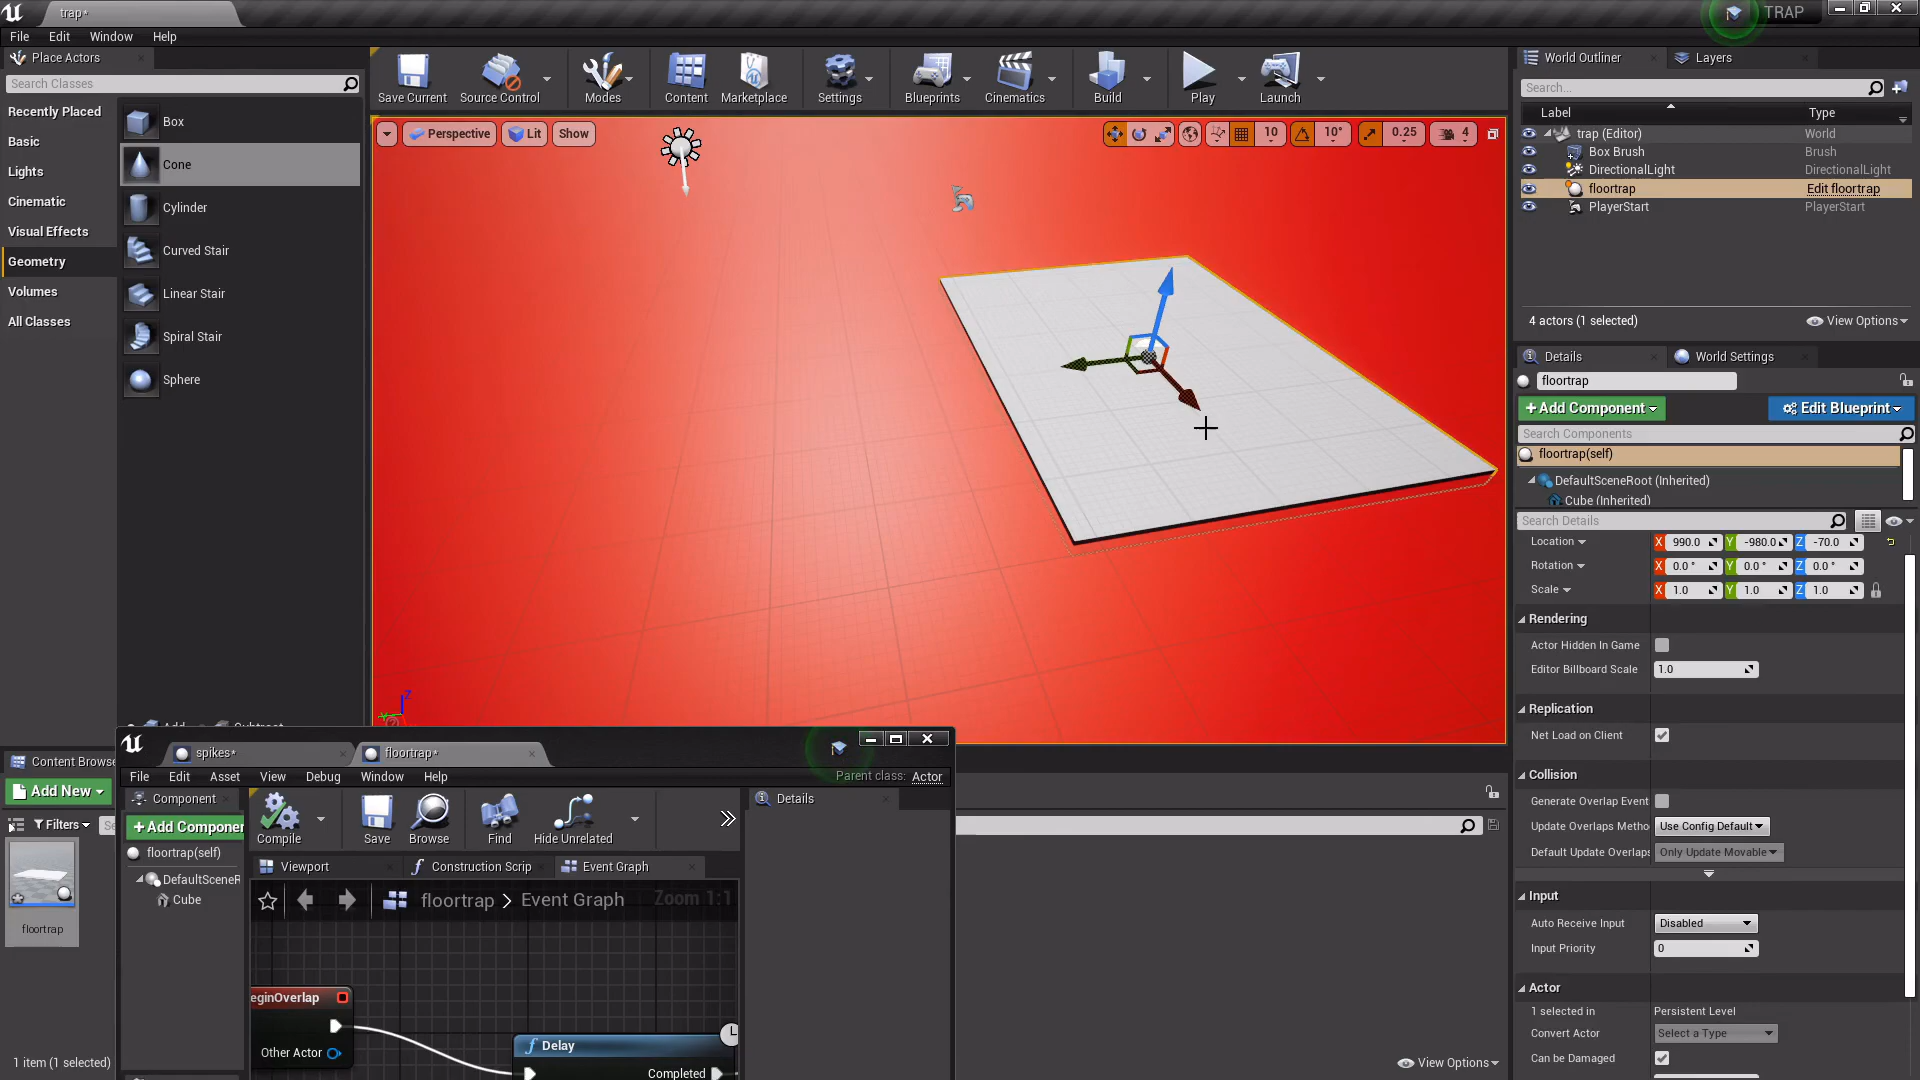 trap*
TRAP
File Edit Window Help
Place Actors
Search Classes
Recently Placed
Basic
Lights
Cinematic
Visual Effects
Geometry
Volumes
All Classes
Box
Cone
Cylinder
Curved Stair
Linear Stair
Spiral Stair
Sphere
Save Current Source Control Modes Content Marketplace Settings Blueprints Cinematics Build Play Launch
Perspective Lit Show
10 10° 0.25 4
World Outliner Layers
Search...
Label Type
trap (Editor) World
Box Brush Brush
DirectionalLight DirectionalLight
floortrap Edit floortrap
PlayerStart PlayerStart
4 actors (1 selected) View Options
Details World Settings
floortrap
+Add Component Edit Blueprint
Search Components
floortrap(self)
DefaultSceneRoot (Inherited)
Cube (Inherited)
Search Details
Location X 990.0 Y -980.0 Z -70.0
Rotation X 0.0° Y 0.0° Z 0.0°
Scale X 1.0 Y 1.0 Z 1.0
Rendering
Actor Hidden In Game
Editor Billboard Scale 1.0
Replication
Net Load on Client
Collision
Generate Overlap Event
Update Overlaps Metho Use Config Default
Default Update Overlaps Only Update Movable
Input
Auto Receive Input Disabled
Input Priority 0
Actor
1 selected in Persistent Level
Convert Actor Select a Type
Can be Damaged
Content Browse
Add New
Filters
floortrap
1 item (1 selected)
View Options
spikes* floortrap*
File Edit Asset View Debug Window Help
Parent class: Actor
Component
+Add Componen
floortrap(self)
DefaultSceneR
Cube
Compile Save Browse Find Hide Unrelated
Details
Viewport Construction Scrip Event Graph
floortrap > Event Graph Zoom 1:1
eginOverlap
Other Actor
Delay
Completed
Z